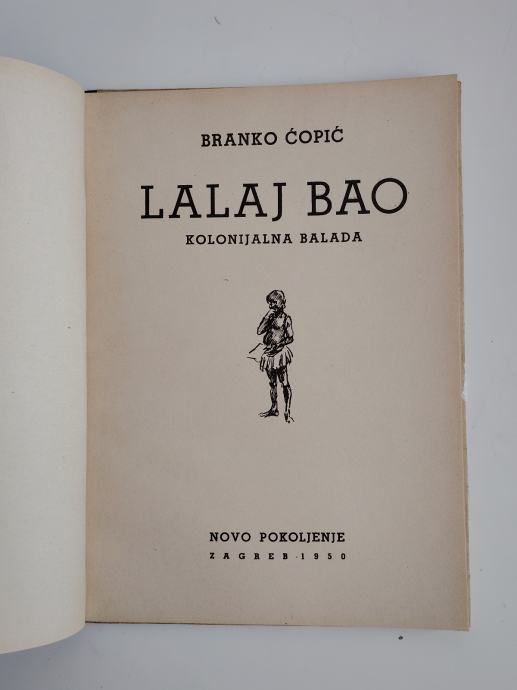 BRANKO ĆOPIĆ
LALAJ BAO
KOLONIJALNA BALADA
NOVO POKOLJENJE
ZAGREB · 1950